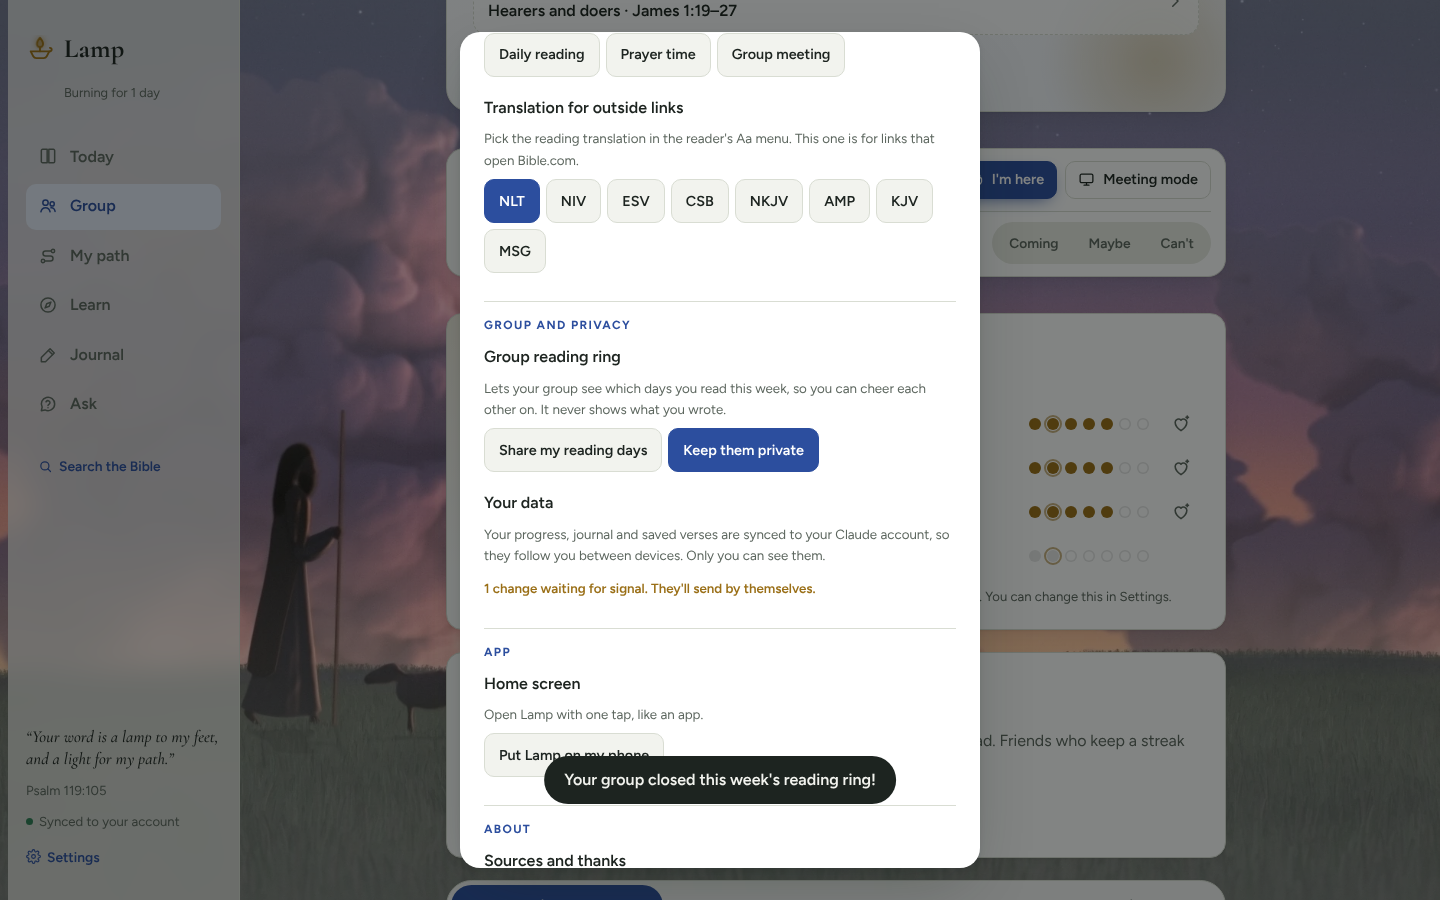 Lamp
Burning for 1 day
Today
Group
My path
Learn
Journal
Ask
Search the Bible
“Your word is a lamp to my feet,
and a light for my path.”
Psalm 119:105
Synced to your account
Settings
Hearers and doers · James 1:19–27
Daily reading
Prayer time
Group meeting
Translation for outside links
Pick the reading translation in the reader's Aa menu. This one is for links that
open Bible.com.
NLT
NIV
ESV
CSB
NKJV
AMP
KJV
MSG
GROUP AND PRIVACY
Group reading ring
Lets your group see which days you read this week, so you can cheer each
other on. It never shows what you wrote.
Share my reading days
Keep them private
Your data
Your progress, journal and saved verses are synced to your Claude account, so
they follow you between devices. Only you can see them.
1 change waiting for signal. They'll send by themselves.
APP
Home screen
Open Lamp with one tap, like an app.
Put Lamp on my phone
Your group closed this week's reading ring!
ABOUT
Sources and thanks
I'm here
Meeting mode
Coming
Maybe
Can't
. You can change this in Settings.
d. Friends who keep a streak